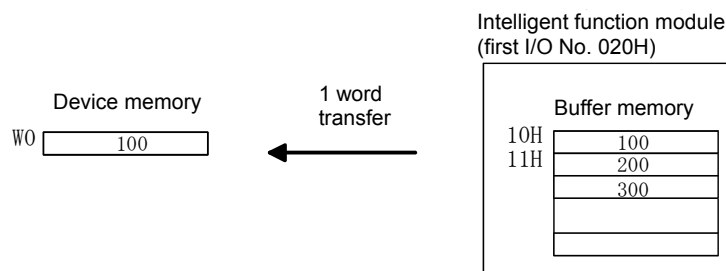 Intelligent function module
(first I/O No. 020H)
Device memory
1 word
transfer
Buffer memory
W0 100
10H 100
11H 200
300